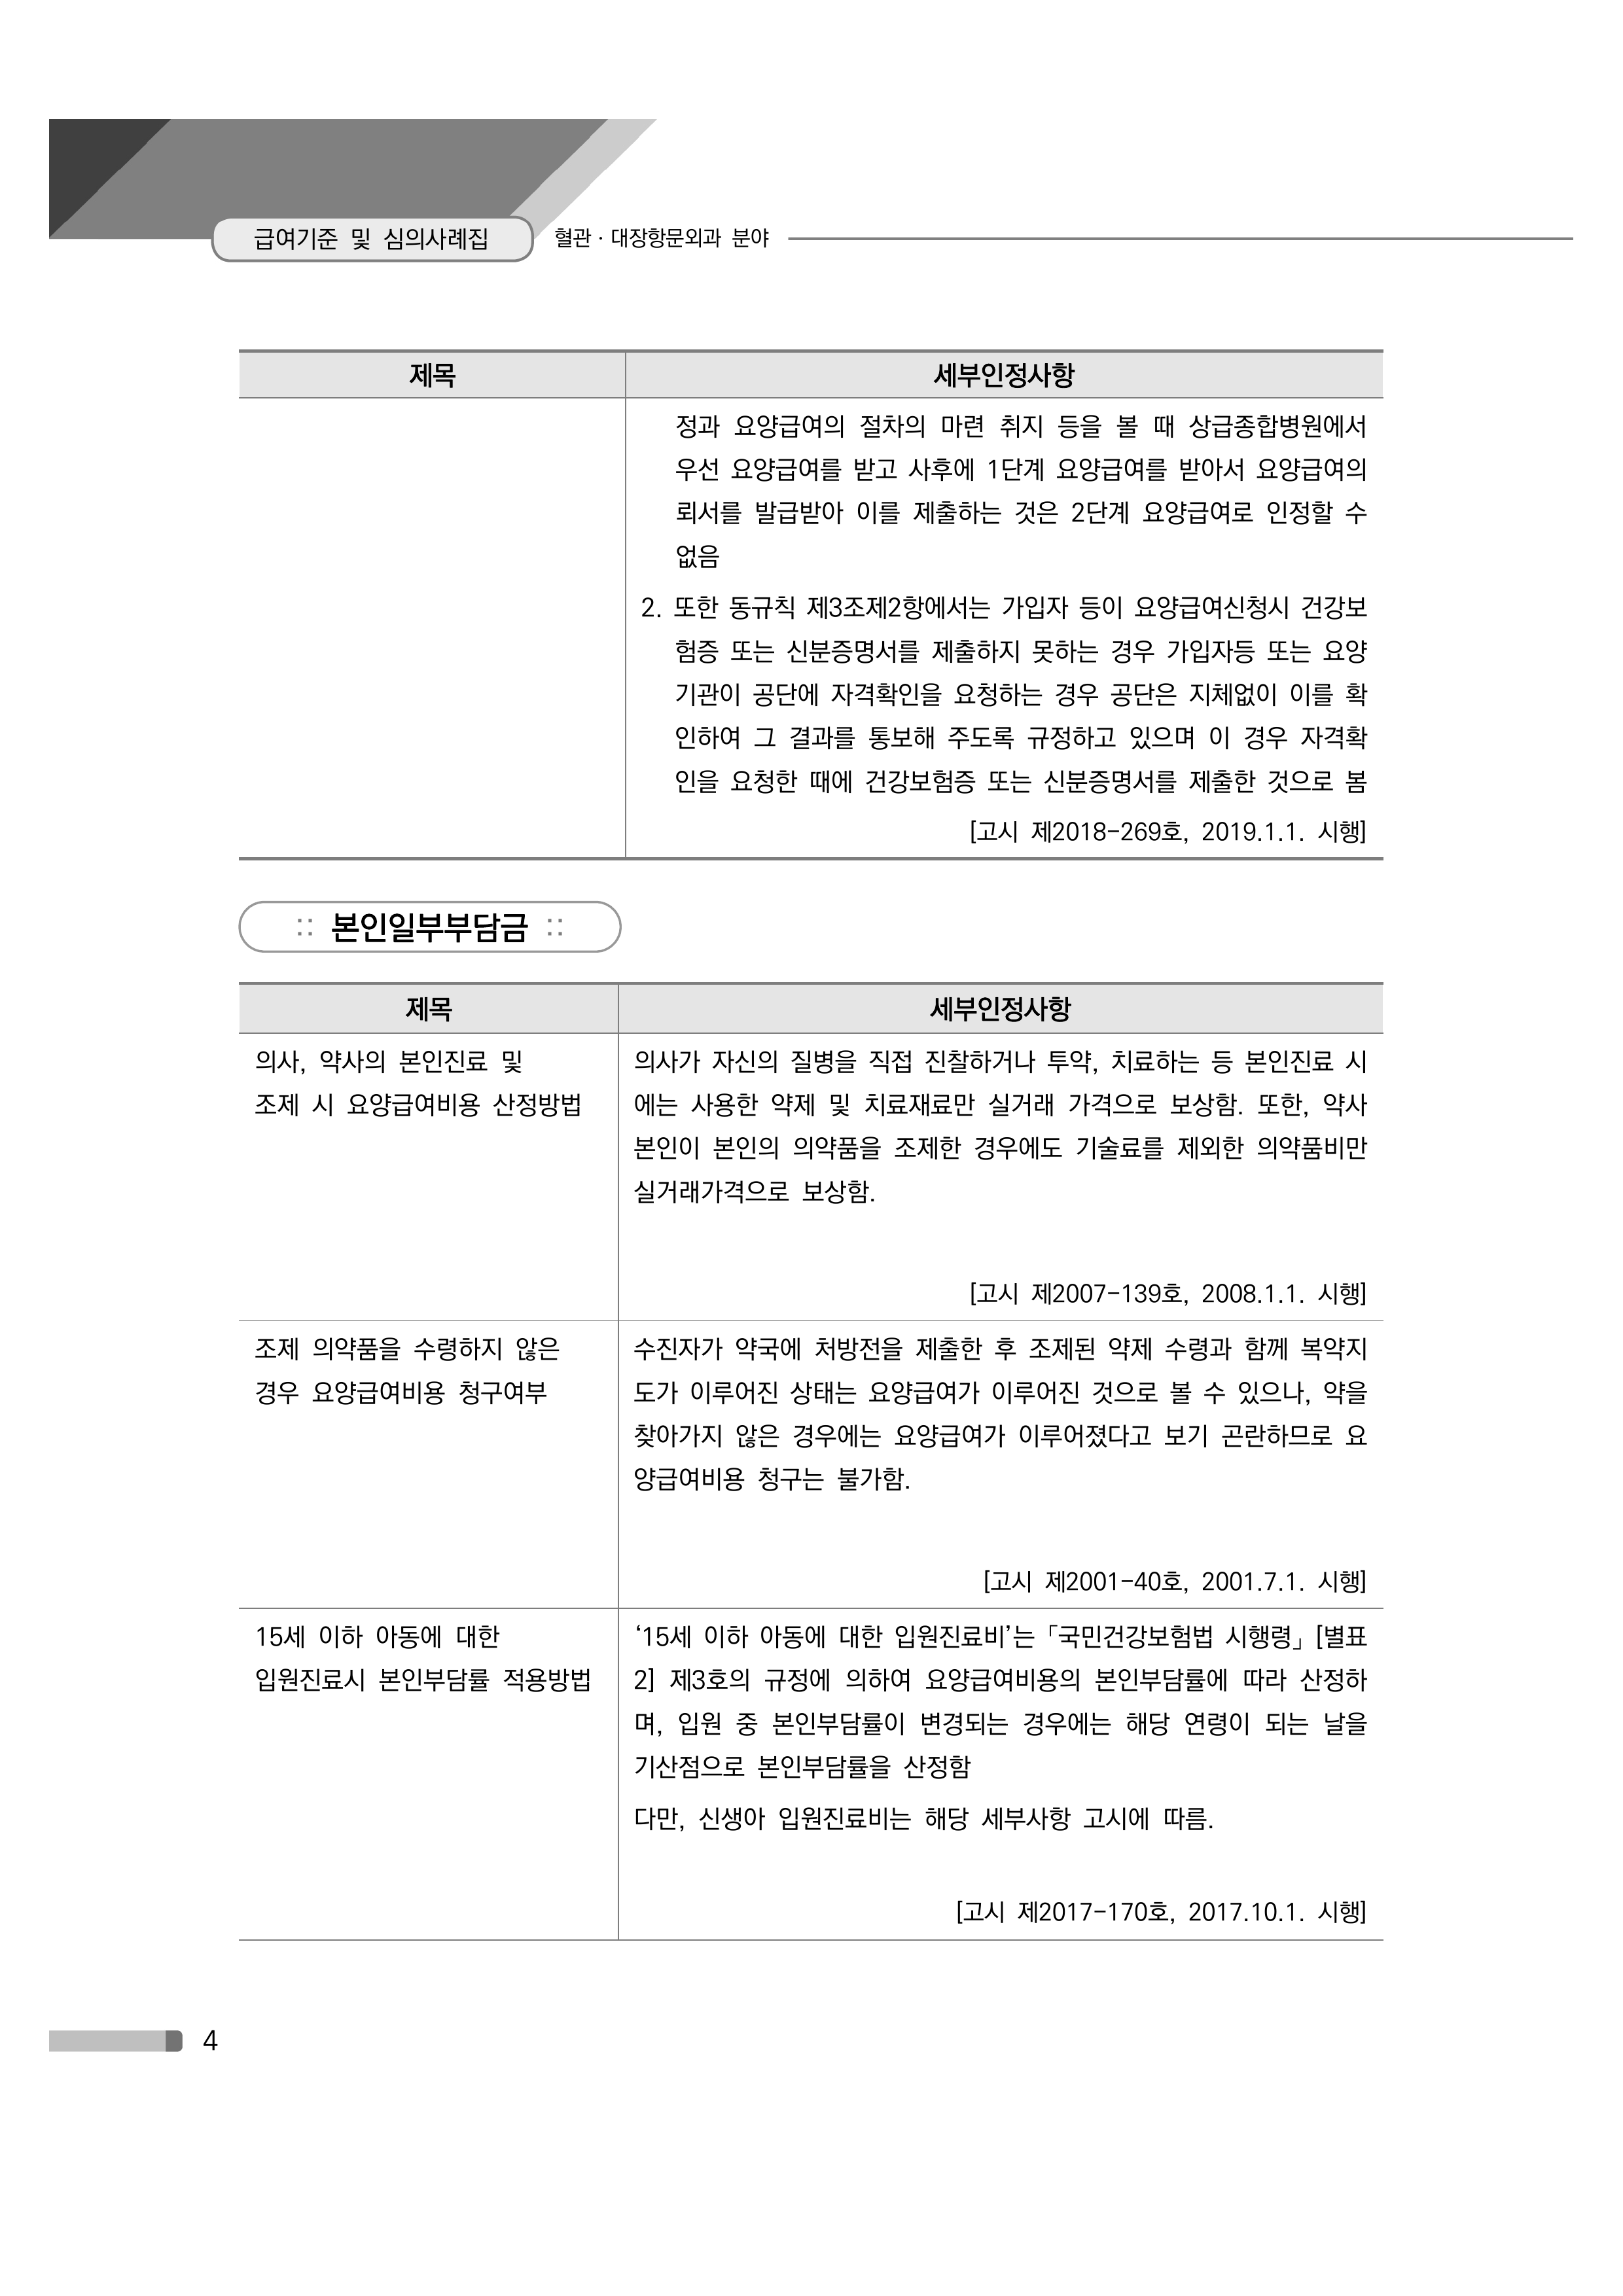 급여기준 및 심의사례집
혈관 · 대장항문외과 분야
제목 세부인정사항
정과 요양급여의 절차의 마련 취지 등을 볼 때 상급종합병원에서
우선 요양급여를 받고 사후에 1단계 요양급여를 받아서 요양급여의
뢰서를 발급받아 이를 제출하는 것은 2단계 요양급여로 인정할 수
없음
2. 또한 동규칙 제3조제2항에서는 가입자 등이 요양급여신청시 건강보
험증 또는 신분증명서를 제출하지 못하는 경우 가입자등 또는 요양
기관이 공단에 자격확인을 요청하는 경우 공단은 지체없이 이를 확
인하여 그 결과를 통보해 주도록 규정하고 있으며 이 경우 자격확
인을 요청한 때에 건강보험증 또는 신분증명서를 제출한 것으로 봄
[고시 제2018-269호, 2019.1.1. 시행]
:: 본인일부부담금 ::
제목 세부인정사항
의사, 약사의 본인진료 및
조제 시 요양급여비용 산정방법
의사가 자신의 질병을 직접 진찰하거나 투약, 치료하는 등 본인진료 시
에는 사용한 약제 및 치료재료만 실거래 가격으로 보상함. 또한, 약사
본인이 본인의 의약품을 조제한 경우에도 기술료를 제외한 의약품비만
실거래가격으로 보상함.
[고시 제2007-139호, 2008.1.1. 시행]
조제 의약품을 수령하지 않은
경우 요양급여비용 청구여부
수진자가 약국에 처방전을 제출한 후 조제된 약제 수령과 함께 복약지
도가 이루어진 상태는 요양급여가 이루어진 것으로 볼 수 있으나, 약을
찾아가지 않은 경우에는 요양급여가 이루어졌다고 보기 곤란하므로 요
양급여비용 청구는 불가함.
[고시 제2001-40호, 2001.7.1. 시행]
15세 이하 아동에 대한
입원진료시 본인부담률 적용방법
‘15세 이하 아동에 대한 입원진료비’는 「국민건강보험법 시행령」 [별표
2] 제3호의 규정에 의하여 요양급여비용의 본인부담률에 따라 산정하
며, 입원 중 본인부담률이 변경되는 경우에는 해당 연령이 되는 날을
기산점으로 본인부담률을 산정함
다만, 신생아 입원진료비는 해당 세부사항 고시에 따름.
[고시 제2017-170호, 2017.10.1. 시행]
4